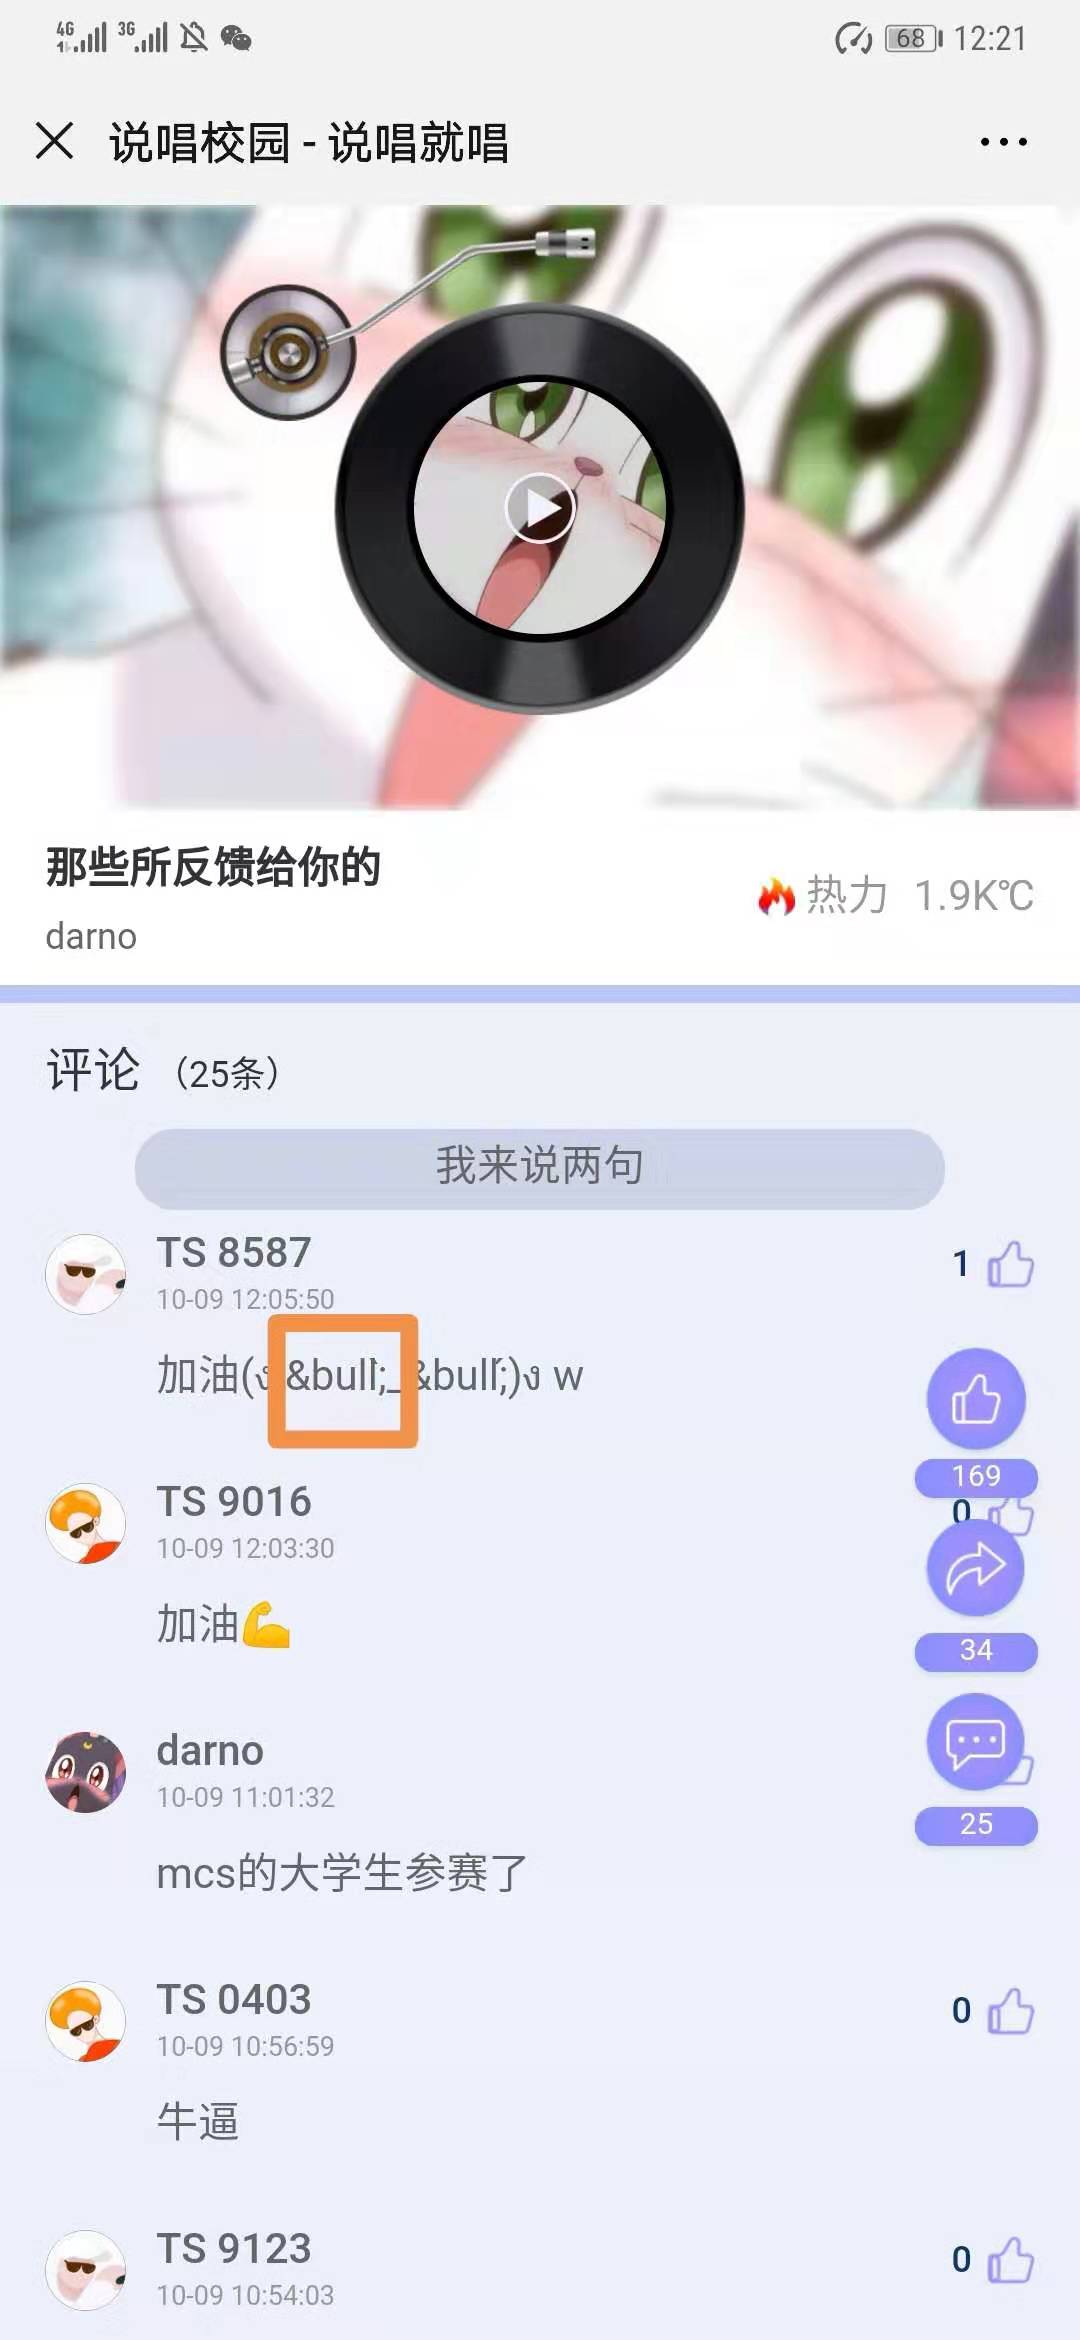 4G 3G 68 12:21
说唱校园 - 说唱就唱
那些所反馈给你的
热力 1.9K℃
darno
评论 （25条）
我来说两句
TS 8587
10-09 12:05:50
1
加油(ง &bull;̀_&bull;́)ง w
169
TS 9016
10-09 12:03:30
0
加油💪
34
darno
10-09 11:01:32
25
mcs的大学生参赛了
TS 0403
10-09 10:56:59
0
牛逼
TS 9123
10-09 10:54:03
0